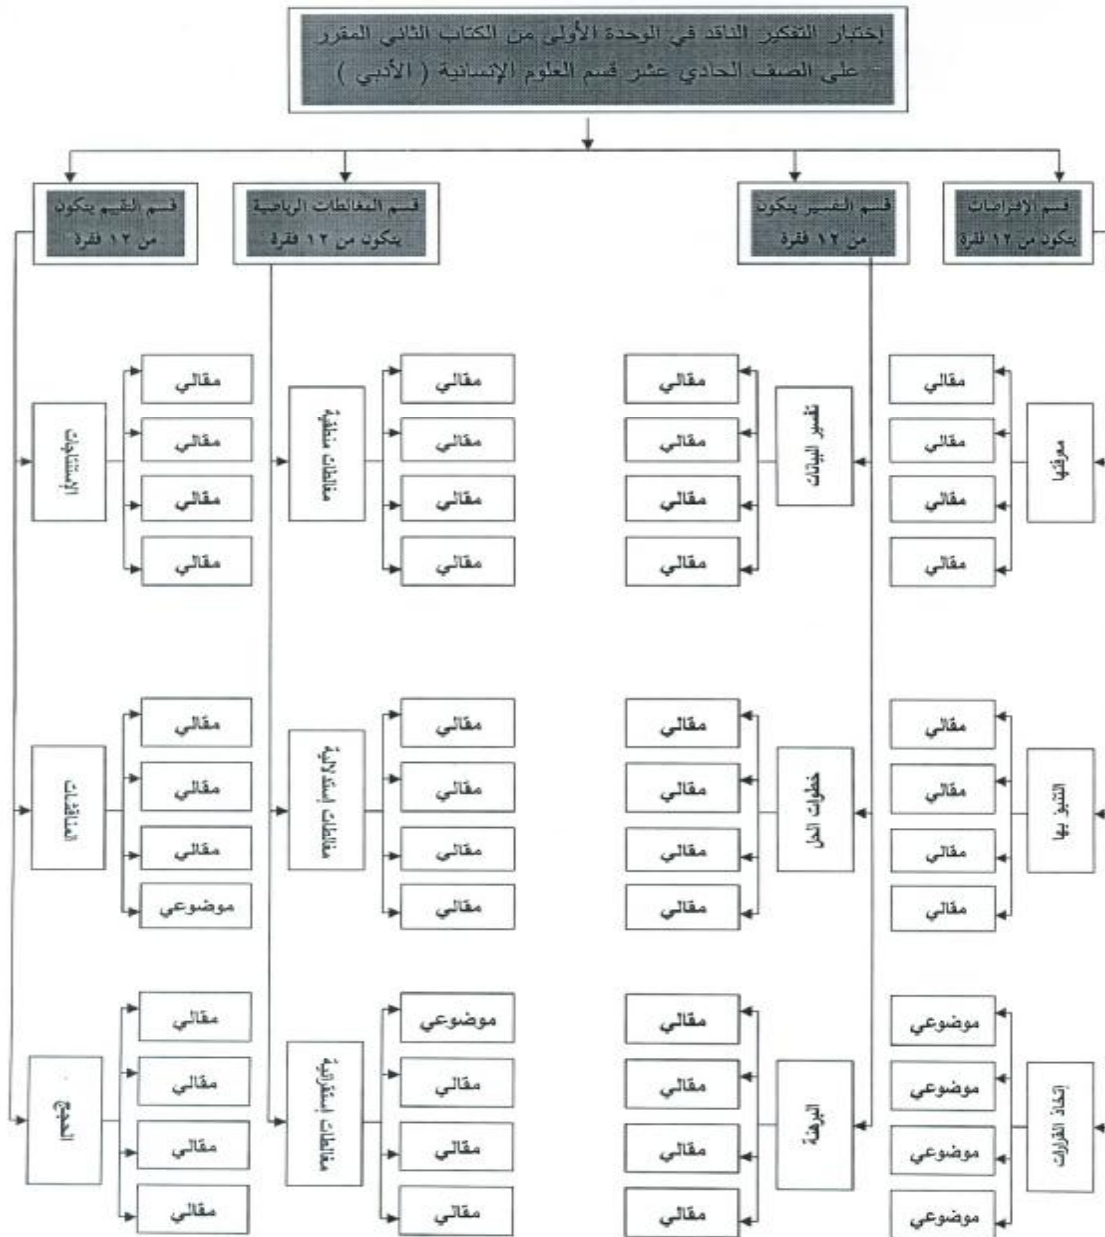 إختبار التفكير الناقد في الوحدة الأولى من الكتاب الثاني المقرر
على الصف الحادي عشر قسم العلوم الإنسانية ( الأدبي )
قسم الإفتراضات
يتكون من ١٢ فقرة
قسم التفسير يتكون
من ١٢ فقرة
قسم المغالطات الرياضية
يتكون من ١٢ فقرة
قسم التقييم يتكون
من ١٢ فقرة
معرفتها
مقالي
مقالي
مقالي
مقالي
التنبؤ بها
مقالي
مقالي
مقالي
مقالي
إتخاذ القرارات
موضوعي
موضوعي
موضوعي
موضوعي
تفسير البيانات
مقالي
مقالي
مقالي
مقالي
خطوات الحل
مقالي
مقالي
مقالي
مقالي
البرهنة
مقالي
مقالي
مقالي
مقالي
مغالطات منطقية
مقالي
مقالي
مقالي
مقالي
مغالطات إستدلالية
مقالي
مقالي
مقالي
مقالي
مغالطات إستقرائية
موضوعي
مقالي
مقالي
مقالي
الإستنتاجات
مقالي
مقالي
مقالي
مقالي
المناقشات
مقالي
مقالي
مقالي
موضوعي
الحجج
مقالي
مقالي
مقالي
مقالي